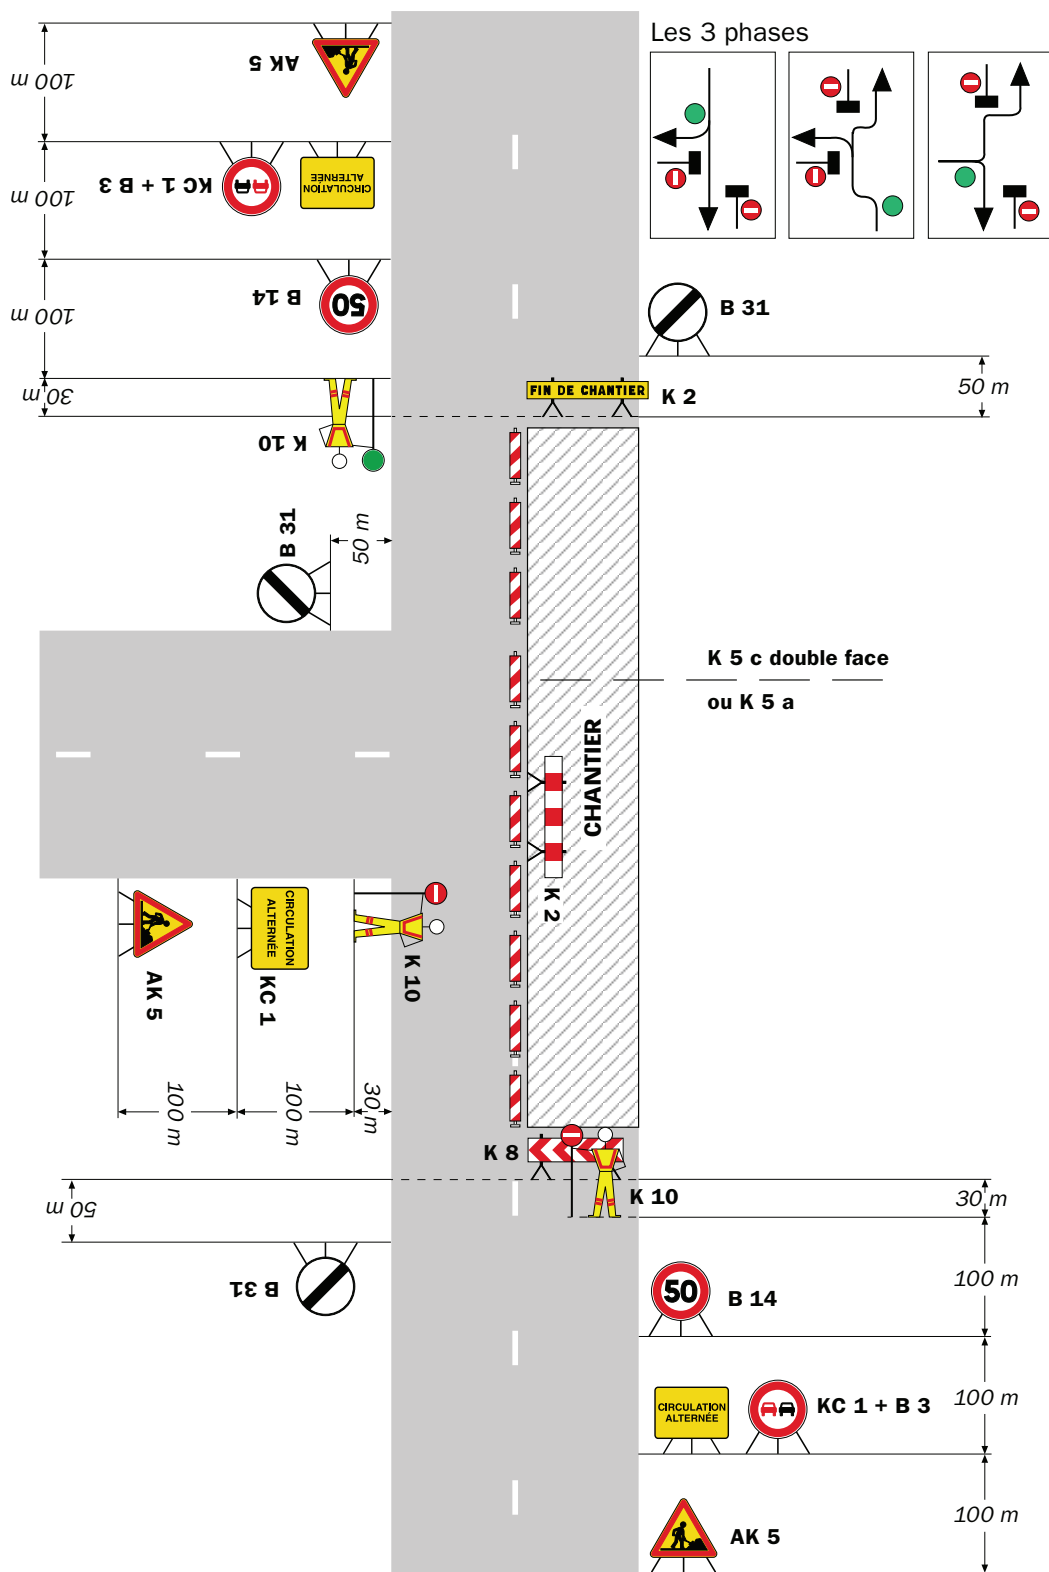 Les 3 phases
100 m
AK 5
100 m
KC 1 + B 3
CIRCULATION
ALTERNÉE
100 m
B 14
50
30 m
K 10
B 31
50 m
FIN DE CHANTIER
K 2
B 31
50 m
K 5 c double face
ou K 5 a
CHANTIER
K 2
CIRCULATION
ALTERNÉE
AK 5
KC 1
K 10
100 m
100 m
30 m
K 8
K 10
30 m
50 m
B 31
50
B 14
100 m
CIRCULATION
ALTERNÉE
KC 1 + B 3
100 m
AK 5
100 m